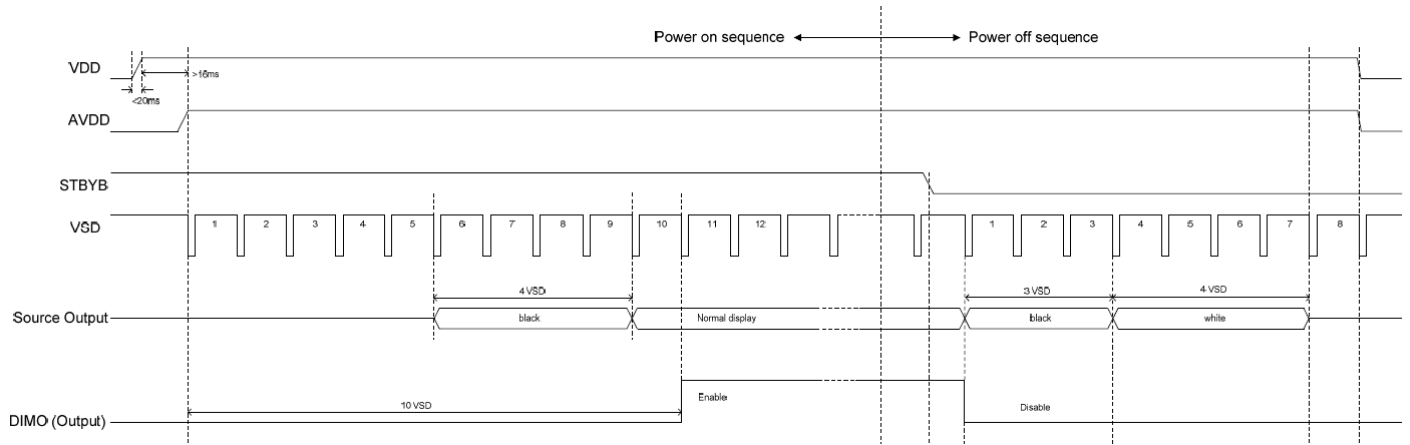 Power on sequence
Power off sequence
VDD
>16ms
<20ms
AVDD
STBYB
VSD
1 2 3 4 5 6 7 8 9 10 11 12 1 2 3 4 5 6 7 8
4 VSD 3 VSD 4 VSD
Source Output black Normal display black white
Enable
10 VSD Disable
DIMO (Output)